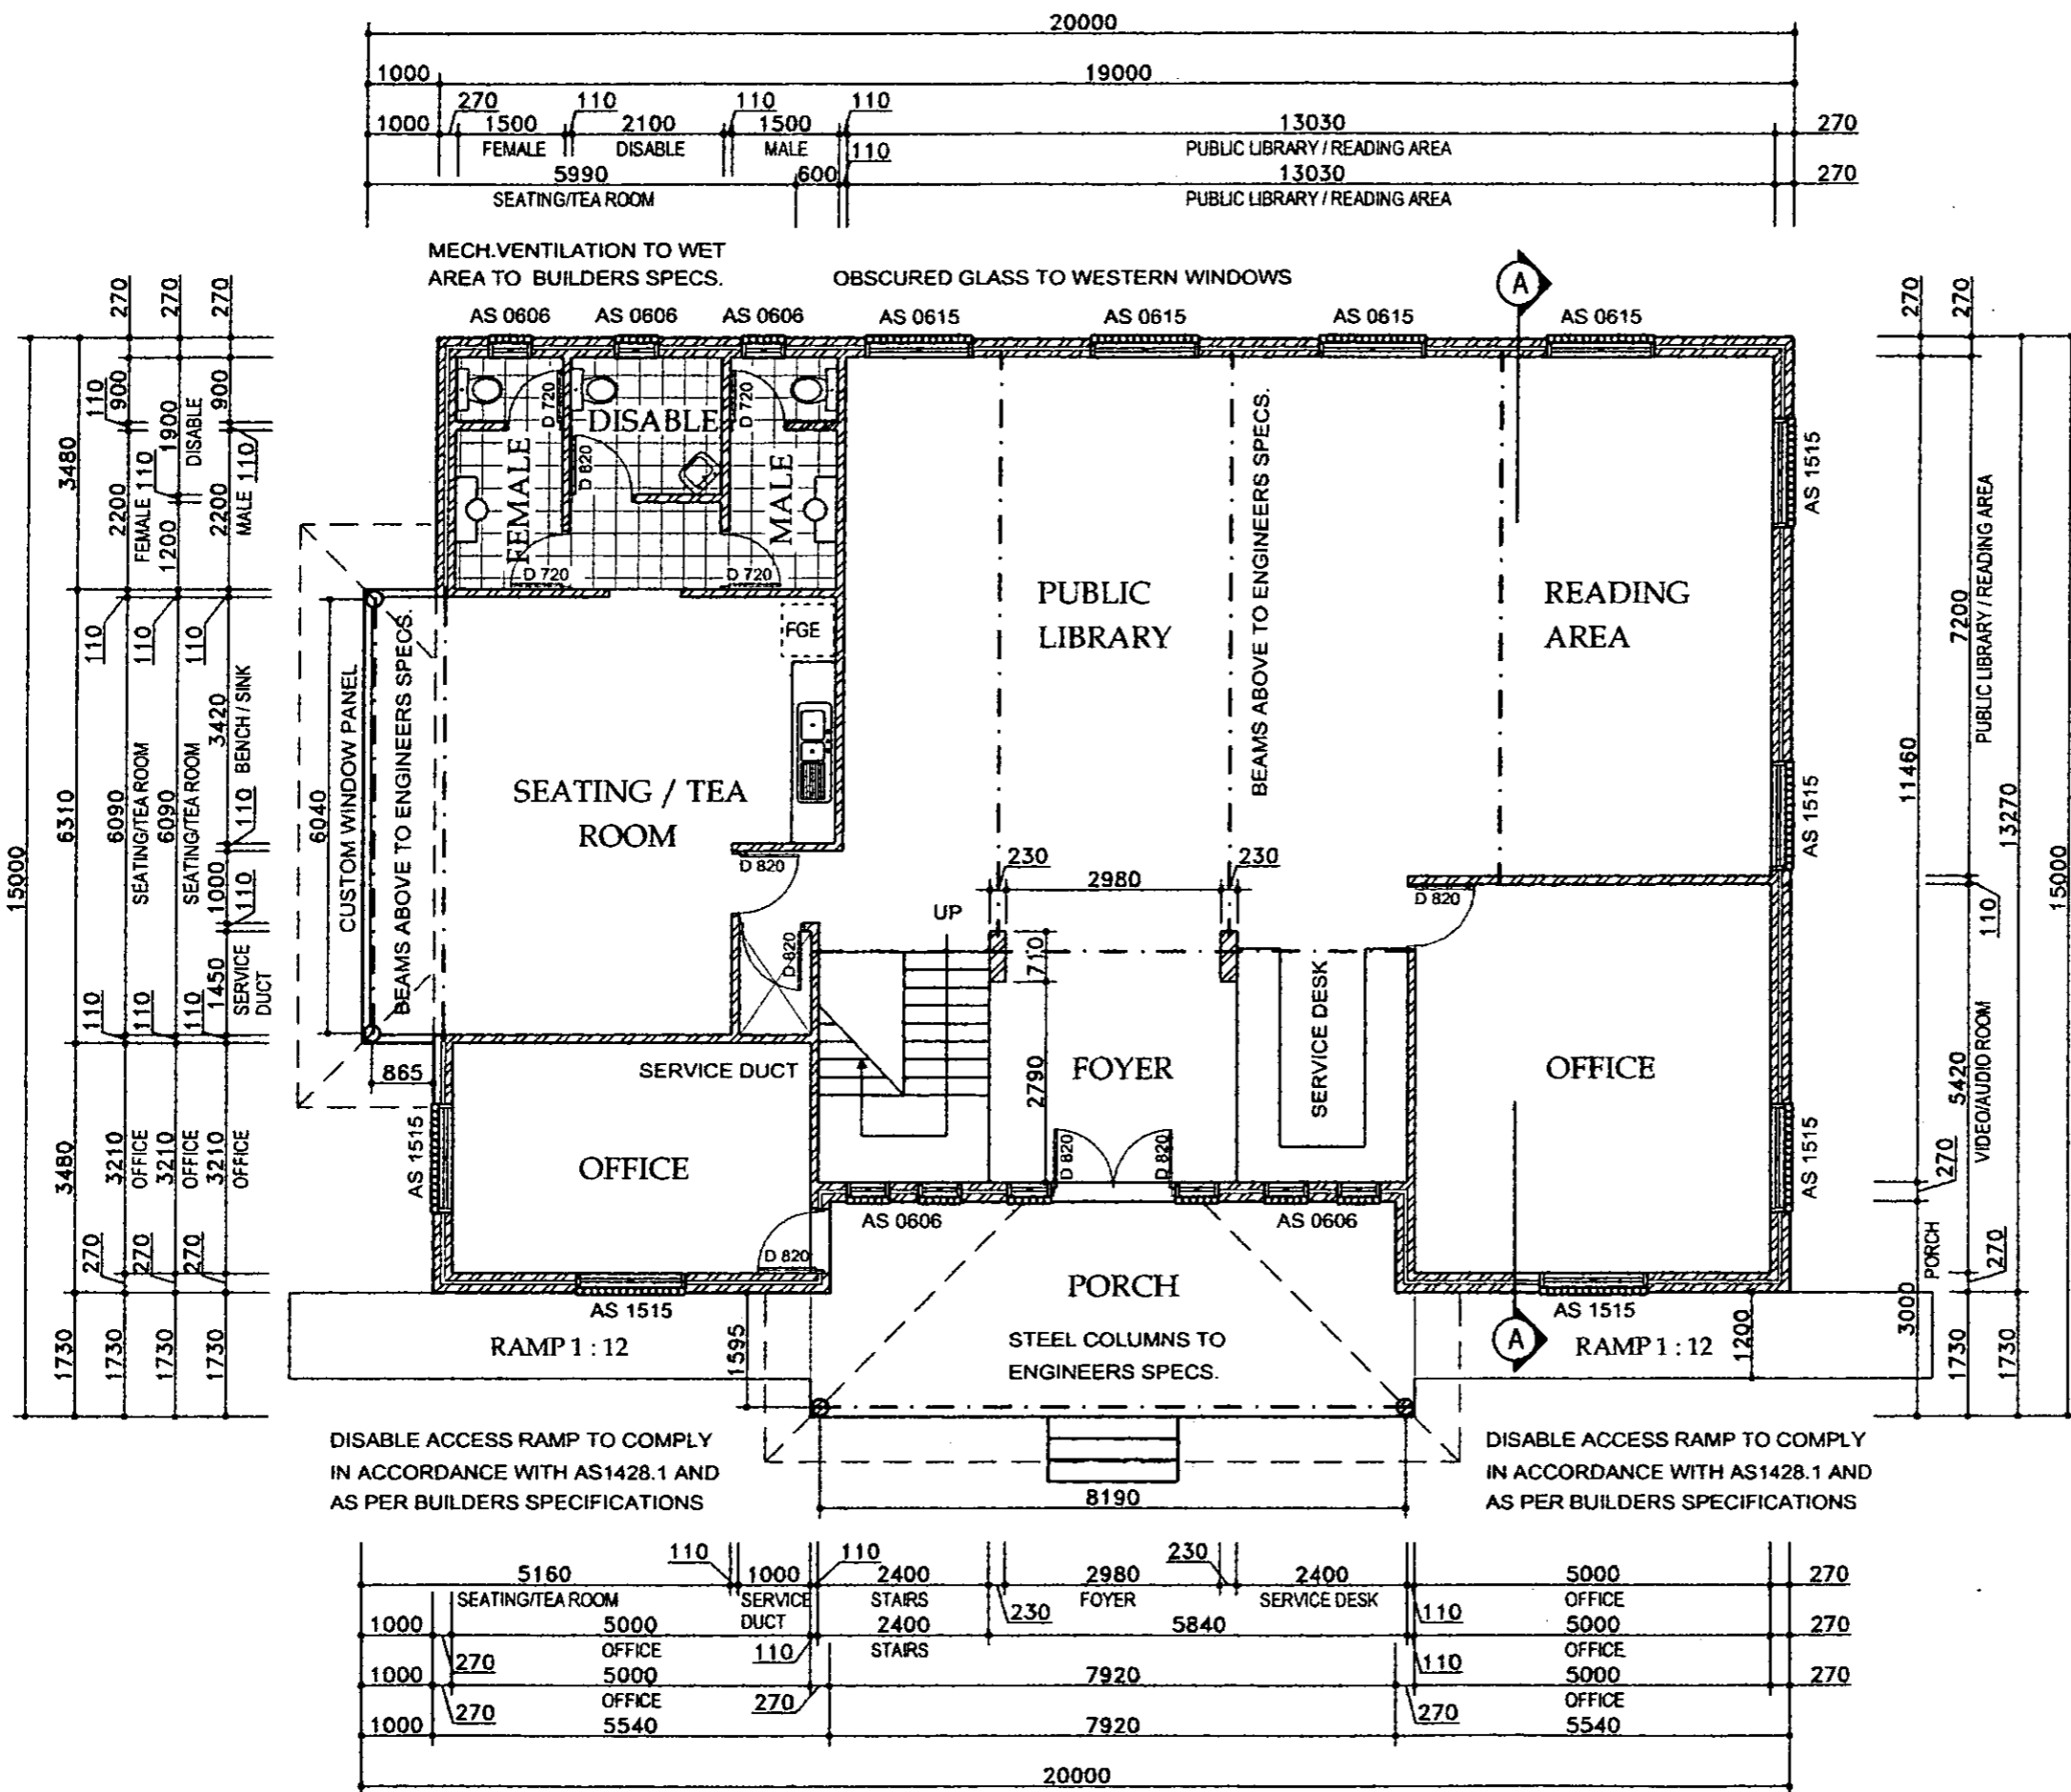 20000
1000 19000
270 110 110 110
1000 1500 2100 1500 13030 270
FEMALE DISABLE MALE PUBLIC LIBRARY / READING AREA
110
5990 600 13030 270
SEATING/TEA ROOM PUBLIC LIBRARY / READING AREA
MECH.VENTILATION TO WET
AREA TO BUILDERS SPECS.
OBSCURED GLASS TO WESTERN WINDOWS
A
AS 0606 AS 0606 AS 0606 AS 0615 AS 0615 AS 0615 AS 0615
15000
3480 6310 3480 1730
270 900 110 2200 FEMALE 110 6090 SEATING/TEA ROOM 110 3210 OFFICE 270 1730
270 1900 DISABLE 110 1200 110 6090 SEATING/TEA ROOM 110 3210 OFFICE 270 1730
270 900 110 2200 MALE 110 3420 BENCH / SINK 110 1000 110 1450 SERVICE DUCT 110 3210 OFFICE 270 1730
D 720
DISABLE
D 720
D 820
FEMALE
MALE
D 720
D 720
BEAMS ABOVE TO ENGINEERS SPECS.
AS 1515
6040
CUSTOM WINDOW PANEL
BEAMS ABOVE TO ENGINEERS SPECS.
FGE
PUBLIC
LIBRARY
READING
AREA
SEATING / TEA
ROOM
AS 1515
D 820
230 2980 230
D 820
UP
D 820
710
SERVICE DESK
865
SERVICE DUCT
2790
FOYER
OFFICE
AS 1515
OFFICE
D 820
D 820
AS 1515
AS 0606
AS 0606
D 820
AS 1515
PORCH
AS 1515
RAMP 1 : 12
1595
STEEL COLUMNS TO
ENGINEERS SPECS.
A
RAMP 1 : 12
1200
270 11460 270 PORCH 3000
270 7200 PUBLIC LIBRARY / READING AREA 110 5420 VIDEO/AUDIO ROOM 270 1730
13270 1730
15000
DISABLE ACCESS RAMP TO COMPLY
IN ACCORDANCE WITH AS1428.1 AND
AS PER BUILDERS SPECIFICATIONS
8190
DISABLE ACCESS RAMP TO COMPLY
IN ACCORDANCE WITH AS1428.1 AND
AS PER BUILDERS SPECIFICATIONS
110 110 230
5160 1000 2400 2980 2400 5000 270
SEATING/TEA ROOM SERVICE DUCT STAIRS 230 FOYER SERVICE DESK 110 OFFICE
1000 5000 2400 5840 5000 270
270 OFFICE 110 STAIRS 110 OFFICE
1000 5000 7920 5000 270
270 OFFICE 270 270 OFFICE
1000 5540 7920 5540
20000